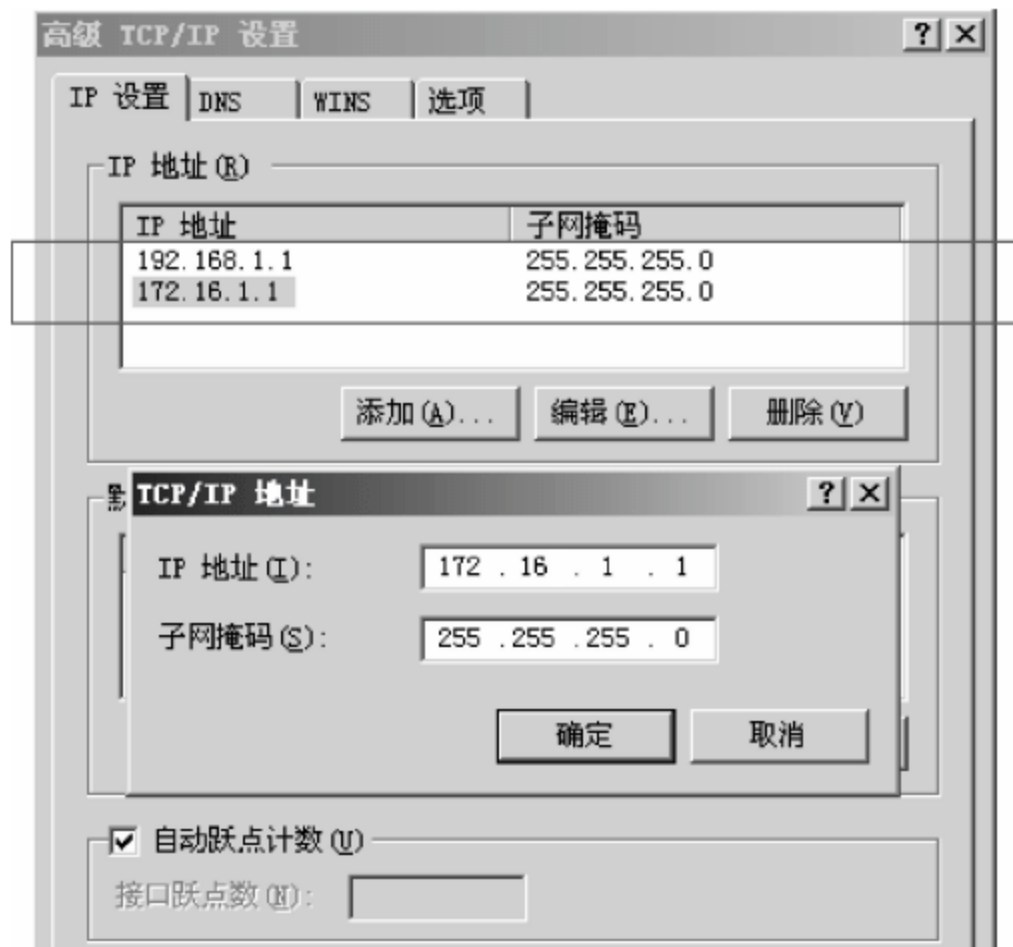 高级 TCP/IP 设置
IP 设置 DNS WINS 选项
IP 地址(R)
IP 地址 子网掩码
192.168.1.1 255.255.255.0
172.16.1.1 255.255.255.0
添加(A)... 编辑(E)... 删除(V)
TCP/IP 地址
IP 地址(I): 172 . 16 . 1 . 1
子网掩码(S): 255 .255 .255 . 0
确定 取消
自动跃点计数(U)
接口跃点数(N):